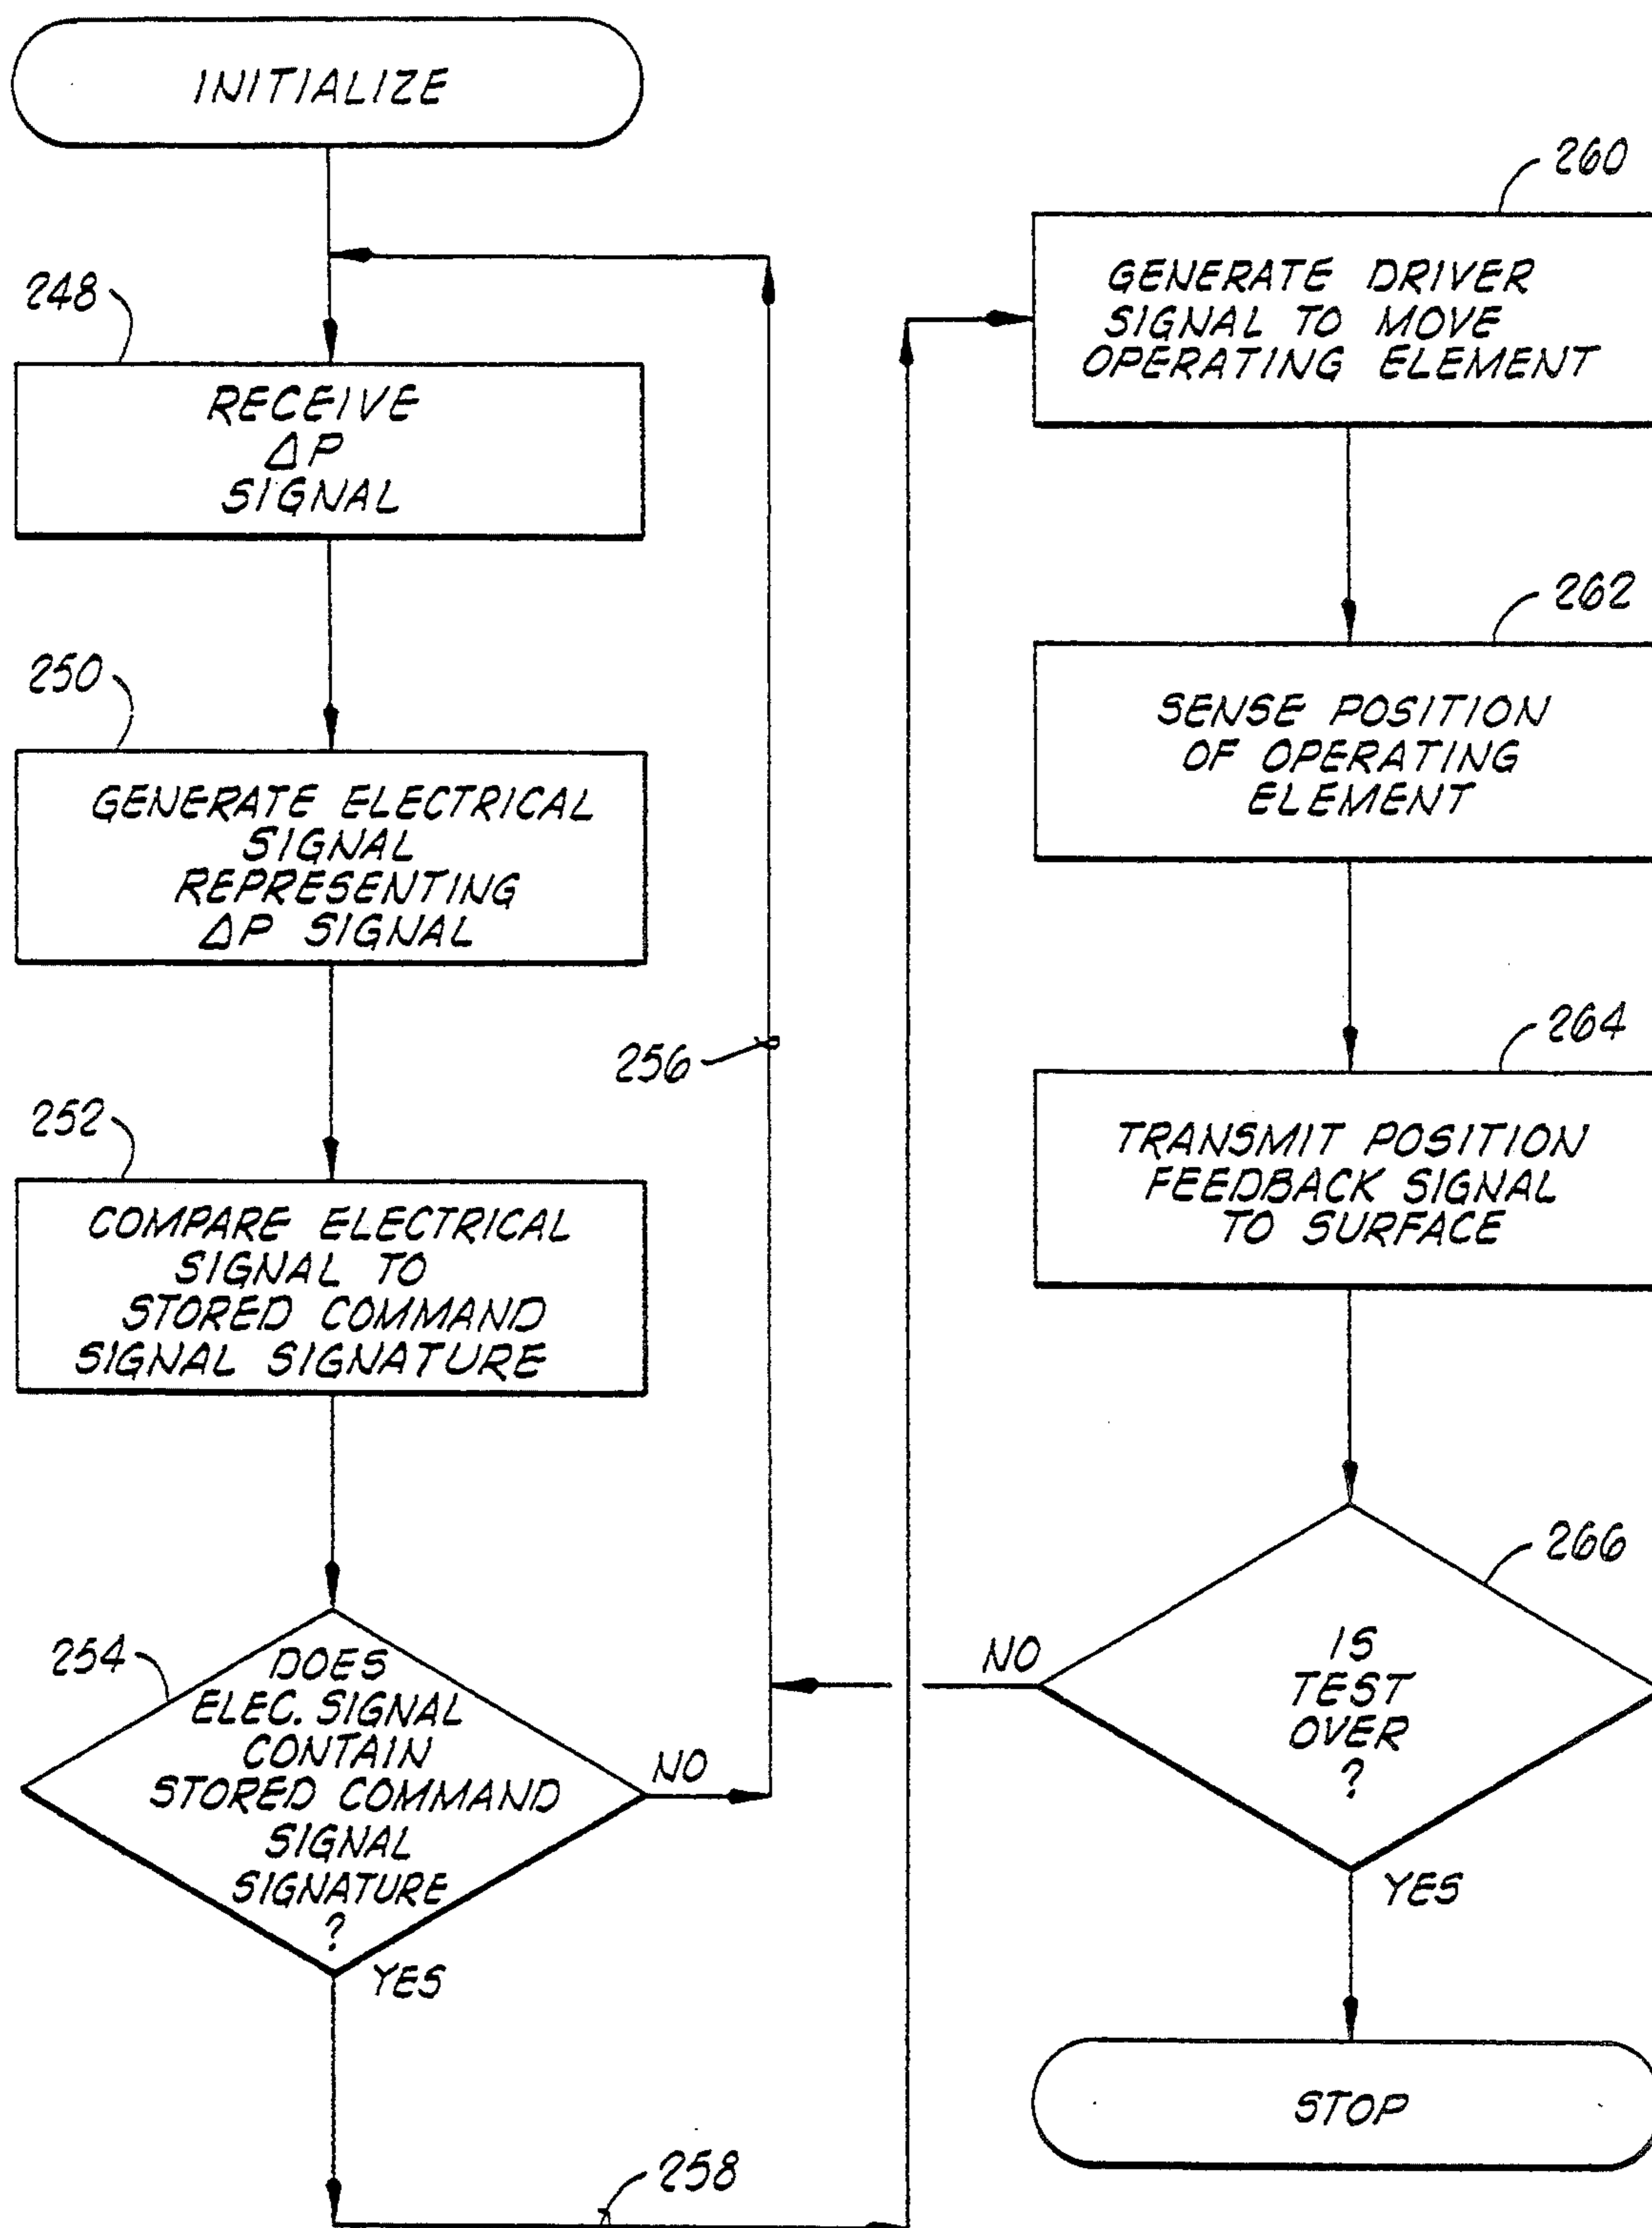 INITIALIZE
248
RECEIVE
ΔP
SIGNAL
250
GENERATE ELECTRICAL
SIGNAL
REPRESENTING
ΔP SIGNAL
252
COMPARE ELECTRICAL
SIGNAL TO
STORED COMMAND
SIGNAL SIGNATURE
254
DOES
ELEC. SIGNAL
CONTAIN
STORED COMMAND
SIGNAL
SIGNATURE
?
NO
YES
256
258
260
GENERATE DRIVER
SIGNAL TO MOVE
OPERATING ELEMENT
262
SENSE POSITION
OF OPERATING
ELEMENT
264
TRANSMIT POSITION
FEEDBACK SIGNAL
TO SURFACE
266
IS
TEST
OVER
?
NO
YES
STOP